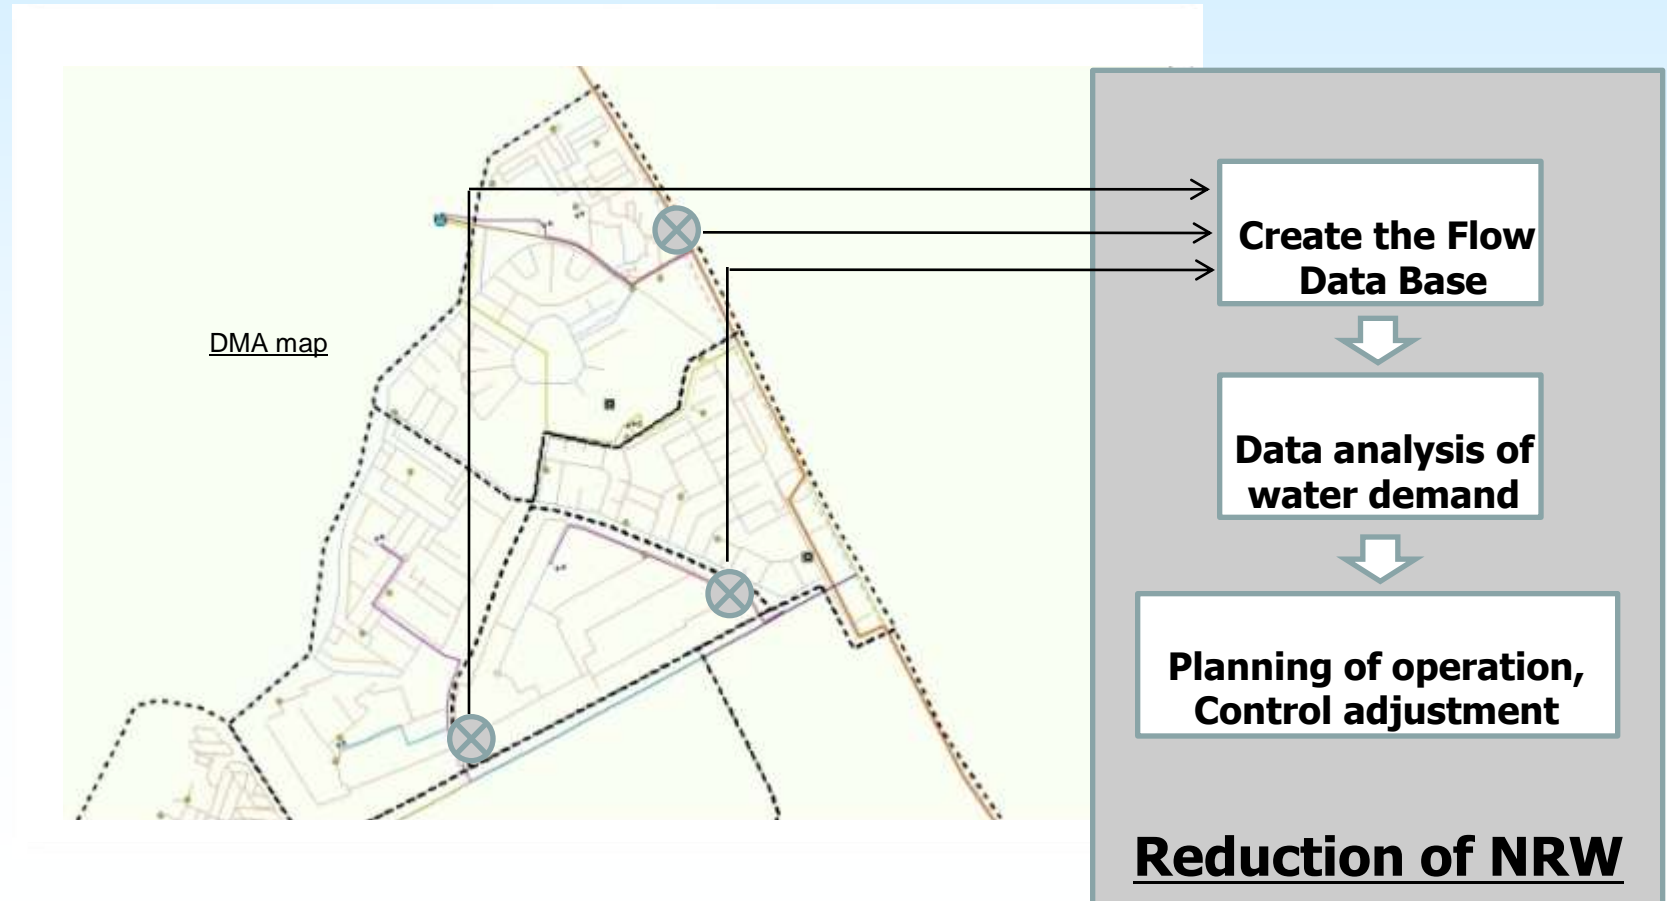 DMA map
Create the Flow
Data Base
Data analysis of
water demand
Planning of operation,
Control adjustment
Reduction of NRW